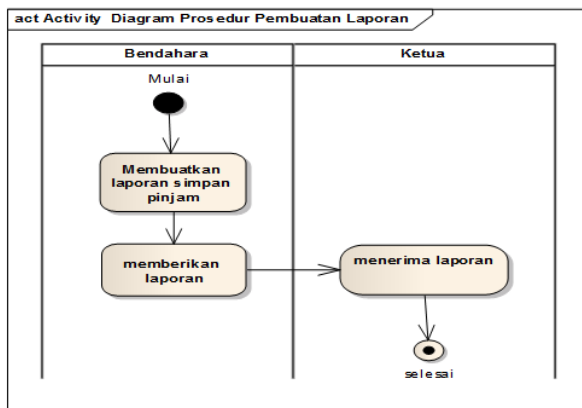 act Activity Diagram Prosedur Pembuatan Laporan
Bendahara
Ketua
Mulai
Membuatkan
laporan simpan
pinjam
memberikan
laporan
menerima laporan
selesai